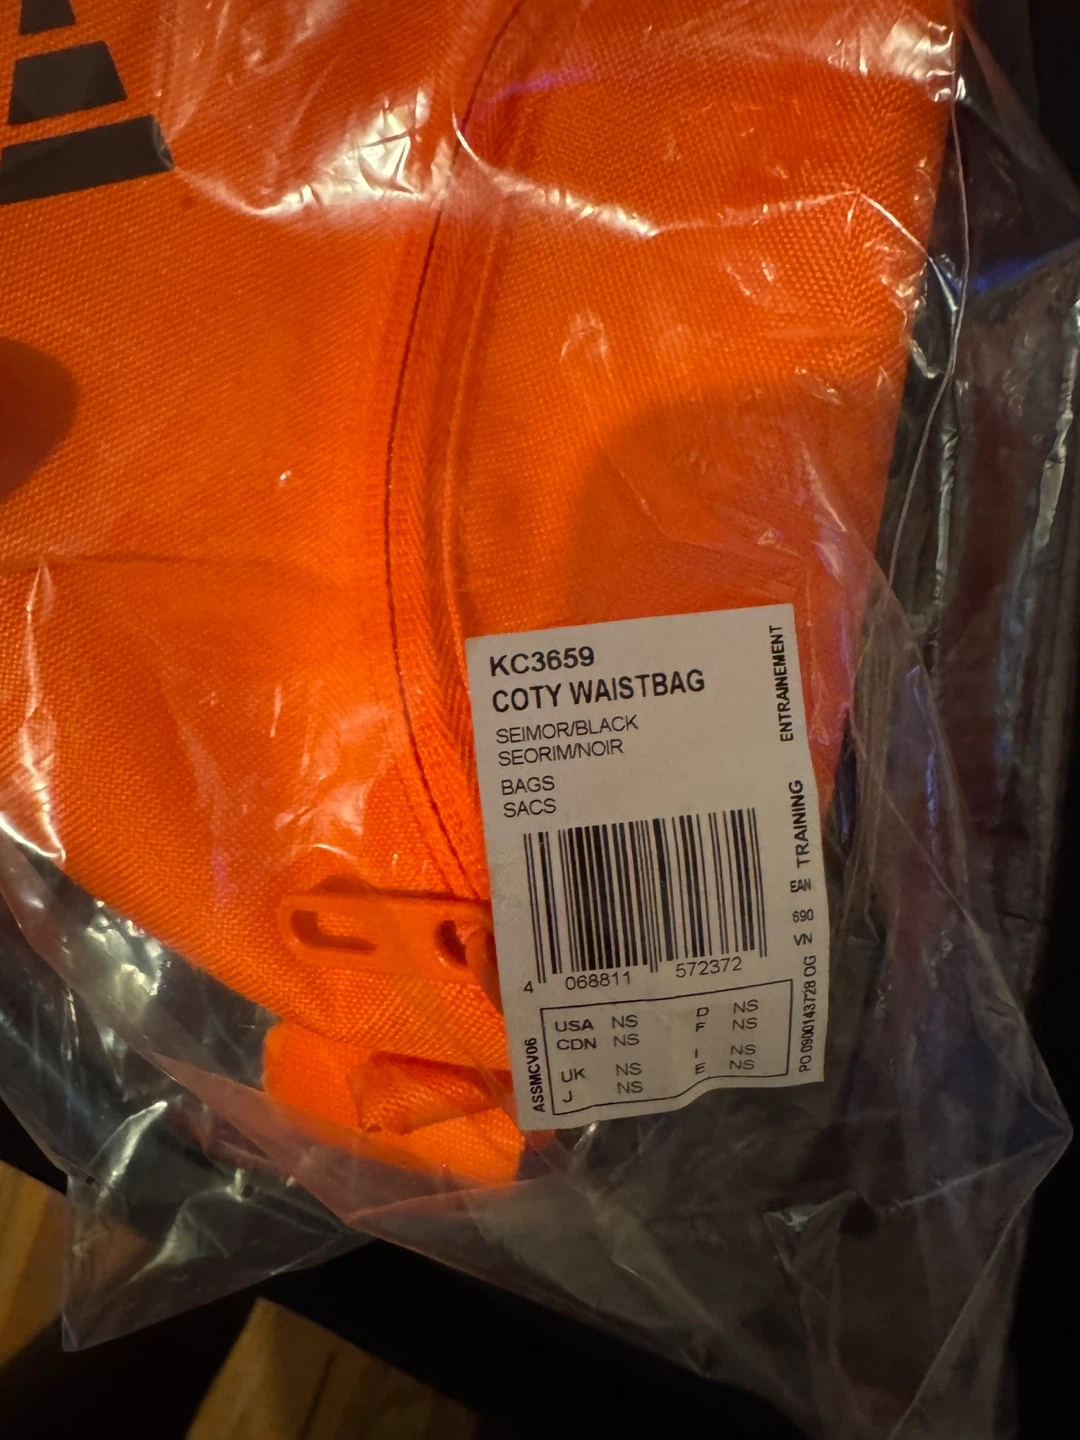 KC3659
COTY WAISTBAG
SEIMOR/BLACK
SEORIM/NOIR
BAGS
SACS
4 068811 572372
USA NS D NS
CDN NS F NS
UK NS I NS
J NS E NS
ASSMCV06
ENTRAINEMENT
TRAINING
EAN
690
VN
PO 0900143728 OG